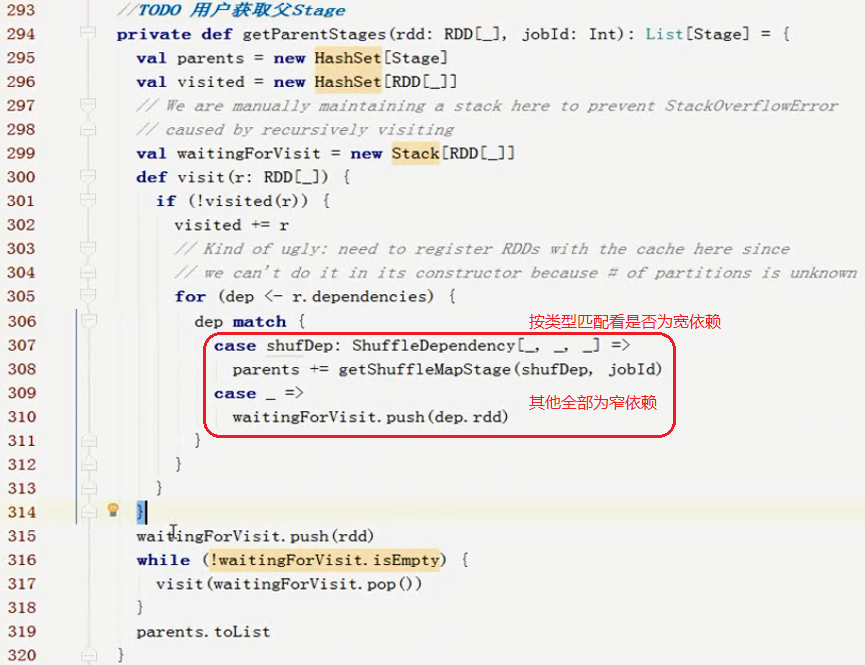 293 //TODO 用户获取父Stage
294 private def getParentStages(rdd: RDD[_], jobId: Int): List[Stage] = {
295 val parents = new HashSet[Stage]
296 val visited = new HashSet[RDD[_]]
297 // We are manually maintaining a stack here to prevent StackOverflowError
298 // caused by recursively visiting
299 val waitingForVisit = new Stack[RDD[_]]
300 def visit(r: RDD[_]) {
301 if (!visited(r)) {
302 visited += r
303 // Kind of ugly: need to register RDDs with the cache here since
304 // we can't do it in its constructor because # of partitions is unknown
305 for (dep <- r.dependencies) {
306 dep match { 按类型匹配看是否为宽依赖
307 case shufDep: ShuffleDependency[_, _, _] =>
308 parents += getShuffleMapStage(shufDep, jobId)
309 case _ => 其他全部为窄依赖
310 waitingForVisit.push(dep.rdd)
311 }
312 }
313 }
314 }
315 waitingForVisit.push(rdd)
316 while (!waitingForVisit.isEmpty) {
317 visit(waitingForVisit.pop())
318 }
319 parents.toList
320 }